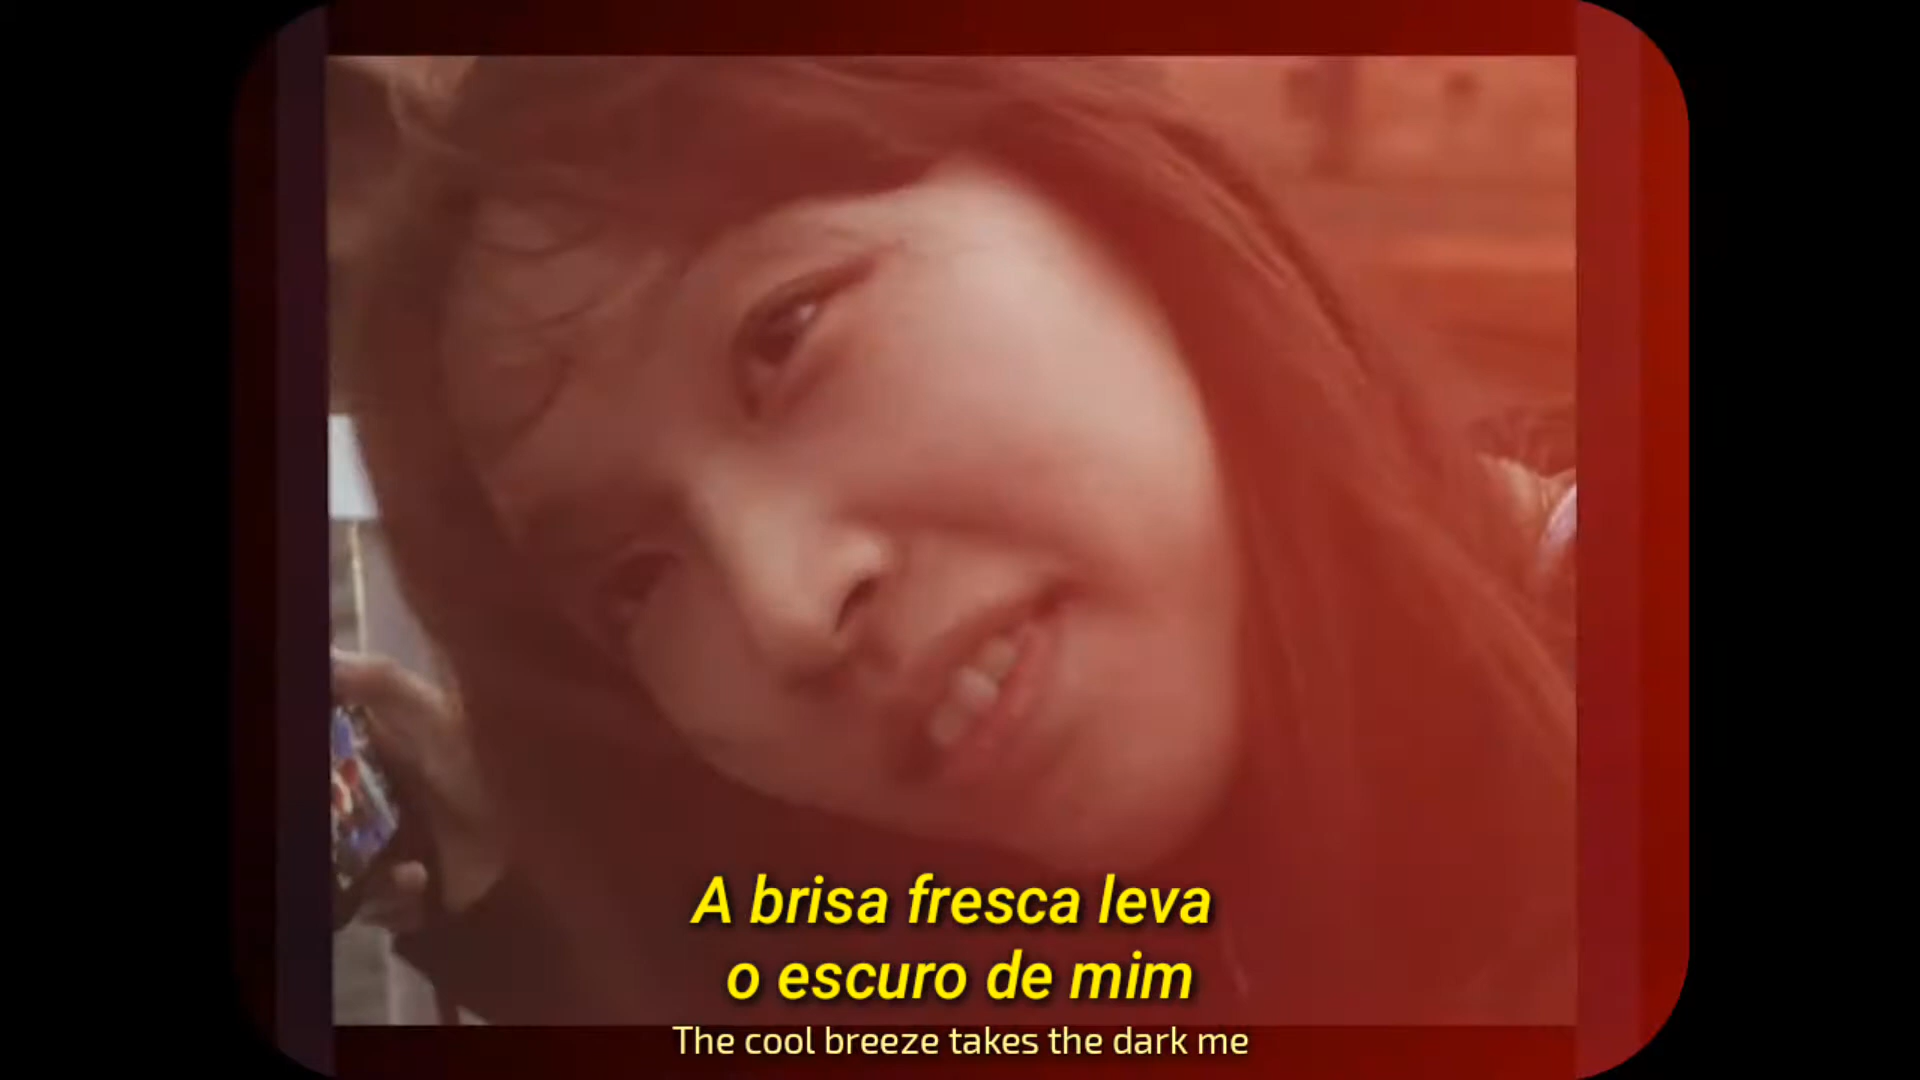 A brisa fresca leva
o escuro de mim
The cool breeze takes the dark me